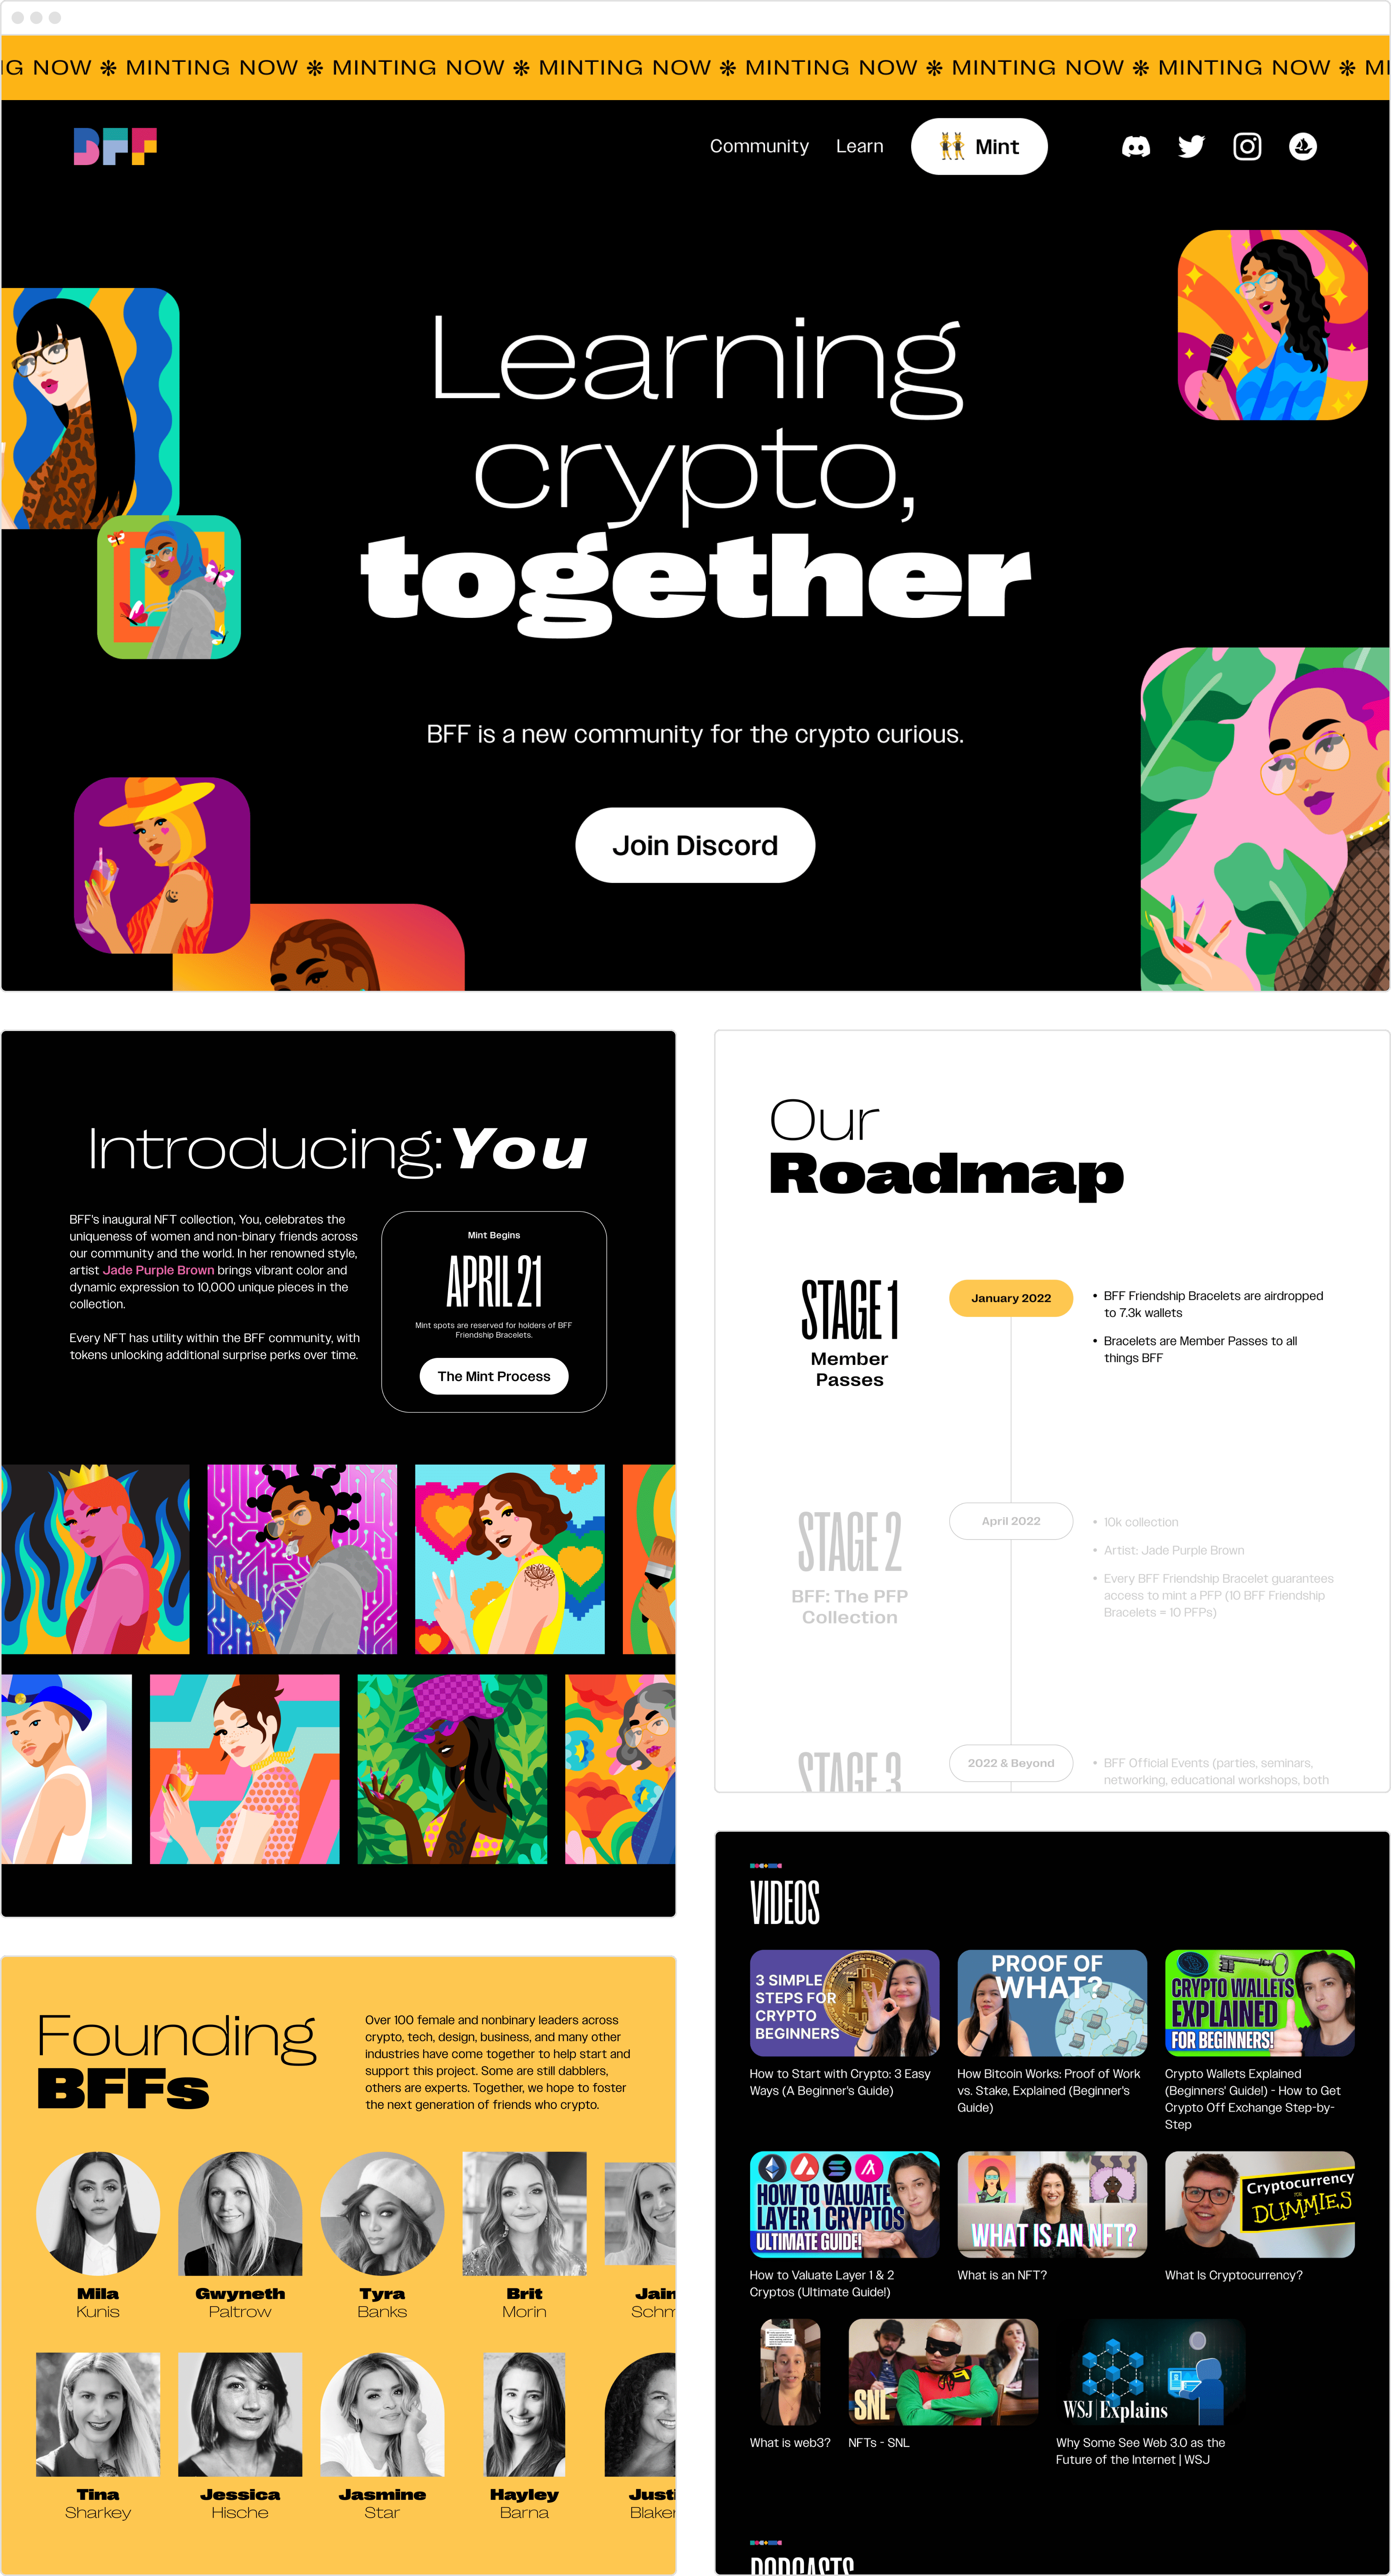 G NOW ❋ MINTING NOW ❋ MINTING NOW ❋ MINTING NOW ❋ MINTING NOW ❋ MINTING NOW ❋ MINTING NOW ❋ MI
BFF
Community
Learn
Mint
Learning
crypto,
together
BFF is a new community for the crypto curious.
Join Discord
Introducing: You
BFF's inaugural NFT collection, You, celebrates the
uniqueness of women and non-binary friends across
our community and the world. In her renowned style,
artist Jade Purple Brown brings vibrant color and
dynamic expression to 10,000 unique pieces in the
collection.
Every NFT has utility within the BFF community, with
tokens unlocking additional surprise perks over time.
Mint Begins
APRIL 21
Mint spots are reserved for holders of BFF
Friendship Bracelets.
The Mint Process
Our
Roadmap
STAGE 1
Member
Passes
January 2022
• BFF Friendship Bracelets are airdropped
to 7.3k wallets
• Bracelets are Member Passes to all
things BFF
STAGE 2
BFF: The PFP
Collection
April 2022
• 10k collection
• Artist: Jade Purple Brown
• Every BFF Friendship Bracelet guarantees
access to mint a PFP (10 BFF Friendship
Bracelets = 10 PFPs)
STAGE 3
2022 & Beyond
• BFF Official Events (parties, seminars,
networking, educational workshops, both
Founding
BFFs
Over 100 female and nonbinary leaders across
crypto, tech, design, business, and many other
industries have come together to help start and
support this project. Some are still dabblers,
others are experts. Together, we hope to foster
the next generation of friends who crypto.
Mila
Kunis
Gwyneth
Paltrow
Tyra
Banks
Brit
Morin
Jain
Schm
Tina
Sharkey
Jessica
Hische
Jasmine
Star
Hayley
Barna
Just
Blake
VIDEOS
3 SIMPLE
STEPS FOR
CRYPTO
BEGINNERS
How to Start with Crypto: 3 Easy
Ways (A Beginner's Guide)
PROOF OF
WHAT?
How Bitcoin Works: Proof of Work
vs. Stake, Explained (Beginner's
Guide)
CRYPTO WALLETS
EXPLAINED
FOR BEGINNERS!
Crypto Wallets Explained
(Beginners' Guide!) - How to Get
Crypto Off Exchange Step-by-
Step
HOW TO VALUATE
LAYER 1 CRYPTOS
ULTIMATE GUIDE!
How to Valuate Layer 1 & 2
Cryptos (Ultimate Guide!)
WHAT IS AN NFT?
What is an NFT?
Cryptocurrency
FOR
DUMMIES
What Is Cryptocurrency?
What is web3?
SNL
NFTs - SNL
WSJ | Explains
Why Some See Web 3.0 as the
Future of the Internet | WSJ
PODCASTS